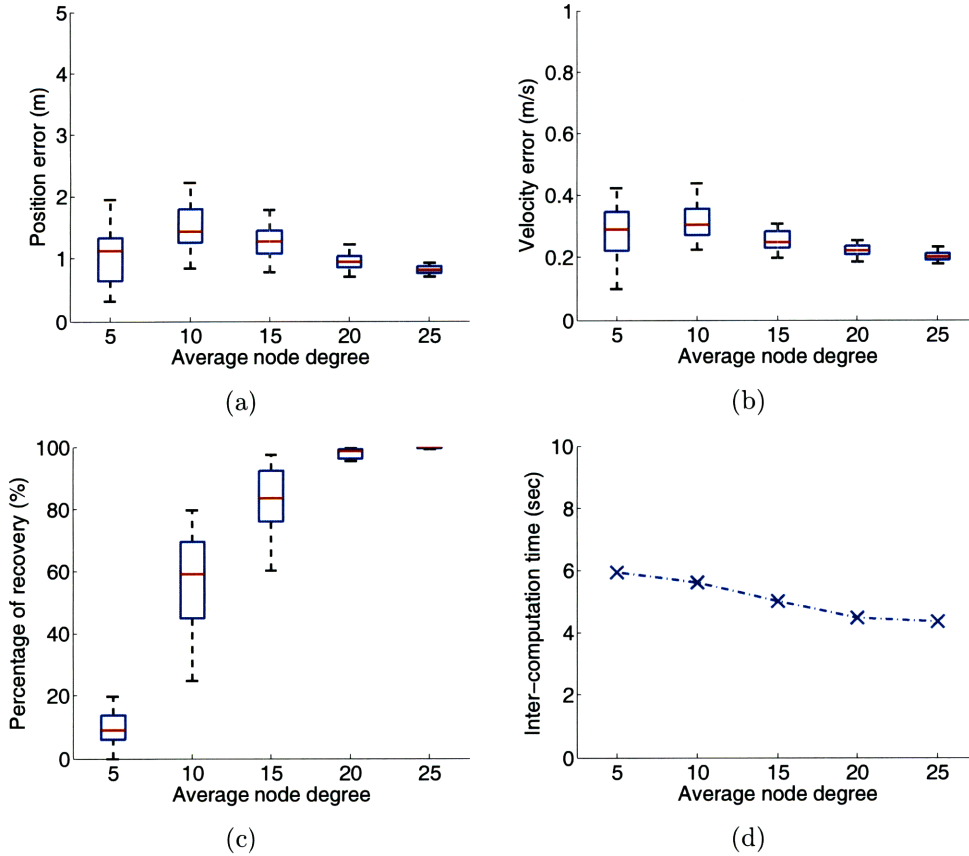 5
4
3
2
1
0
Position error (m)
5 10 15 20 25
Average node degree
(a)
1
0.8
0.6
0.4
0.2
0
Velocity error (m/s)
5 10 15 20 25
Average node degree
(b)
100
80
60
40
20
0
Percentage of recovery (%)
5 10 15 20 25
Average node degree
(c)
10
8
6
4
2
0
Inter-computation time (sec)
5 10 15 20 25
Average node degree
(d)